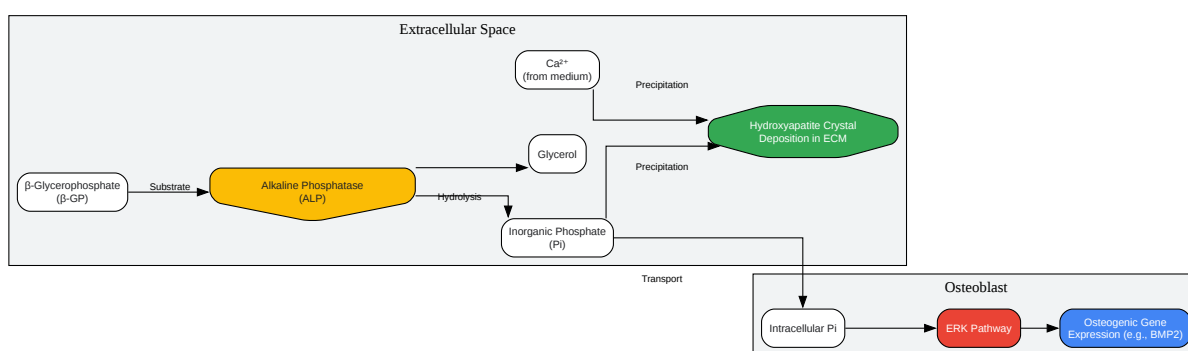 Extracellular Space
Ca²⁺
(from medium)
Precipitation
Hydroxyapatite Crystal
Deposition in ECM
Glycerol
Precipitation
β-Glycerophosphate
(β-GP)
Substrate
Alkaline Phosphatase
(ALP)
Hydrolysis
Inorganic Phosphate
(Pi)
Transport
Osteoblast
Intracellular Pi
ERK Pathway
Osteogenic Gene
Expression (e.g., BMP2)